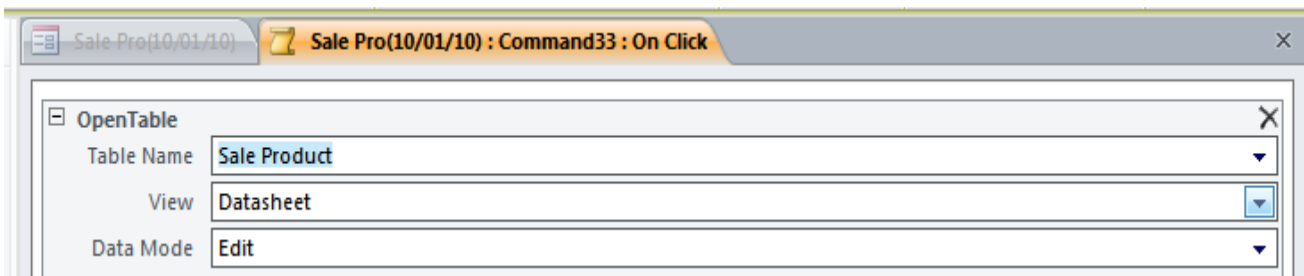 Sale Pro(10/01/10)
Sale Pro(10/01/10) : Command33 : On Click
OpenTable
Table Name Sale Product
View Datasheet
Data Mode Edit